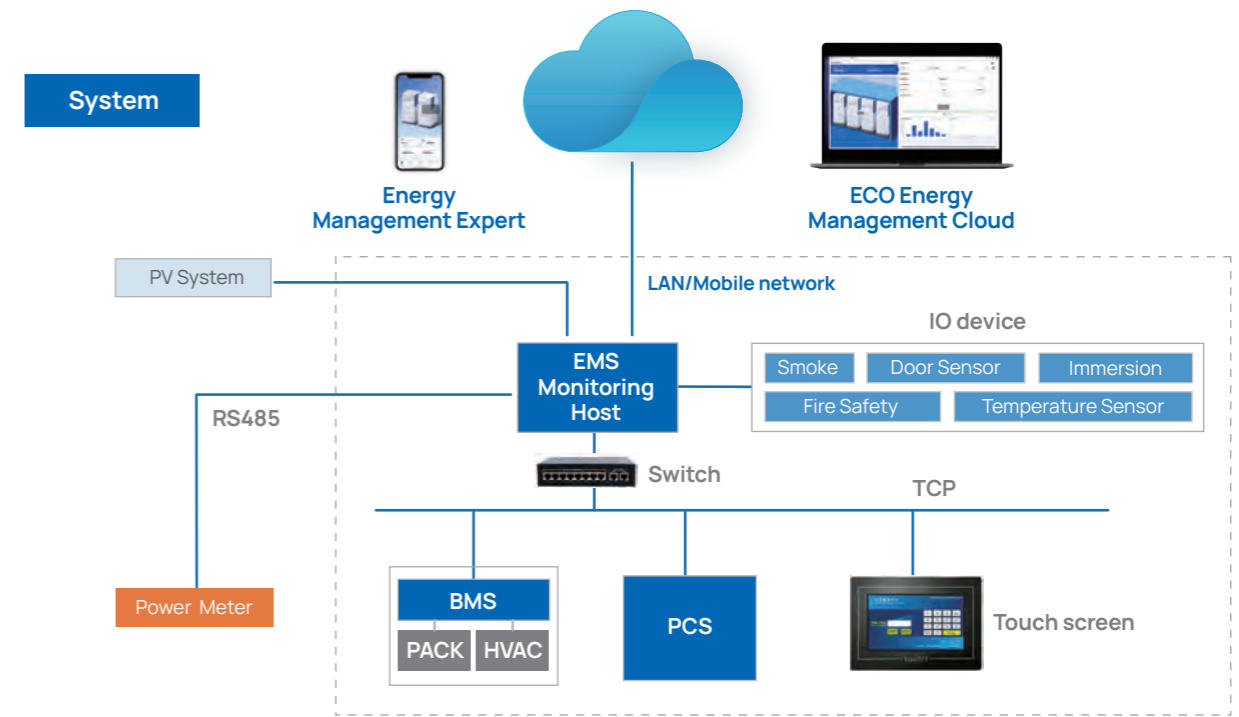 System
Energy
Management Expert
ECO Energy
Management Cloud
PV System
LAN/Mobile network
IO device
EMS
Monitoring
Host
Smoke
Door Sensor
Immersion
Fire Safety
Temperature Sensor
RS485
Switch
TCP
Power Meter
BMS
PACK
HVAC
PCS
Touch screen